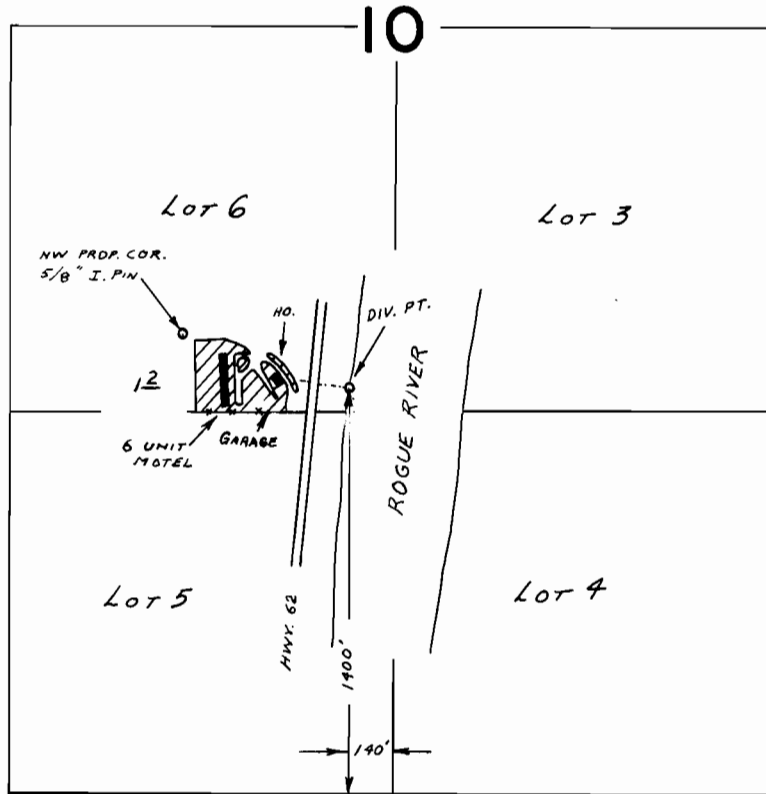 10
LOT 6
LOT 3
NW PROP. COR.
5/8" I. PIN
HO.
DIV. PT.
1 2
6 UNIT
MOTEL
GARAGE
ROGUE RIVER
LOT 5
LOT 4
HWY. 62
1400'
140'